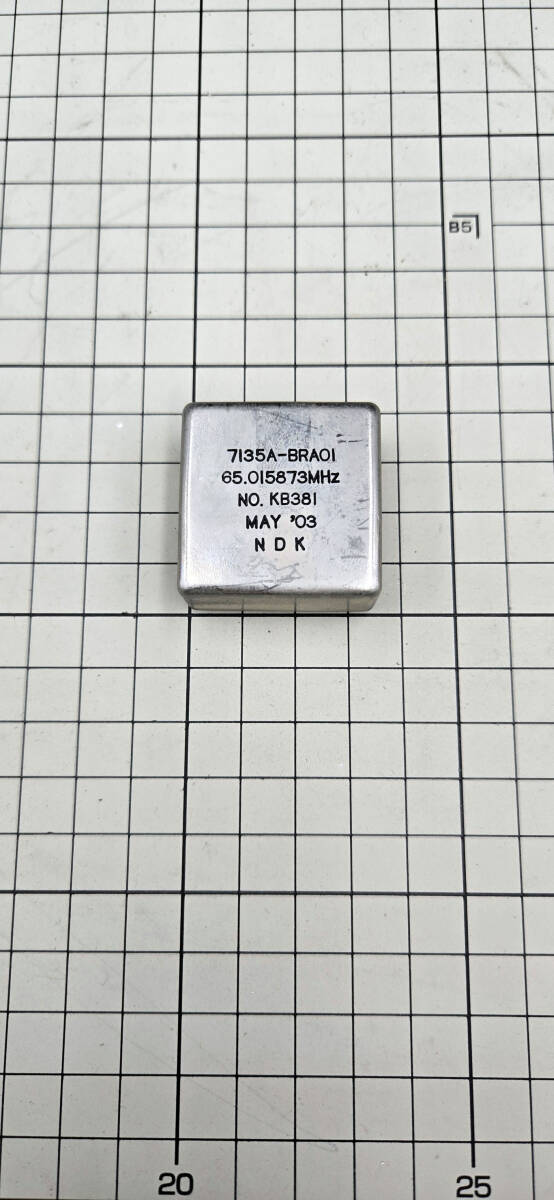 B5
7135A-BRA01
65.015873MHz
NO. KB381
MAY '03
N D K
20
25